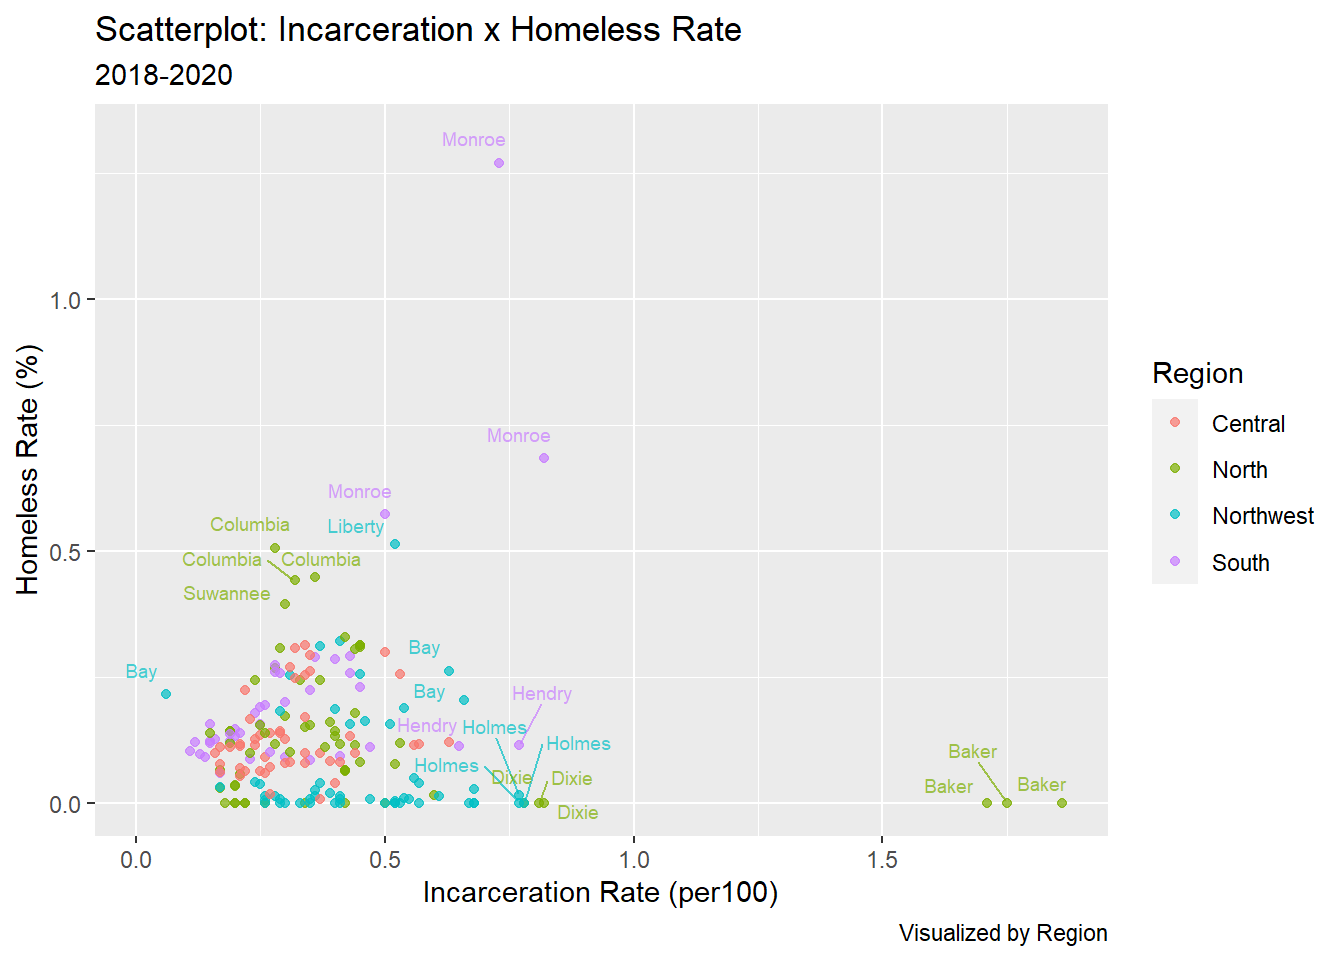 Scatterplot: Incarceration x Homeless Rate
2018-2020
Monroe
Monroe
Monroe
Liberty
Columbia
Columbia
Columbia
Suwannee
Bay
Bay
Bay
Hendry
Hendry
Holmes
Holmes
Holmes
Dixie
Dixie
Dixie
Baker
Baker
Baker
1.0
0.5
0.0
0.0
0.5
1.0
1.5
Homeless Rate (%)
Incarceration Rate (per100)
Region
Central
North
Northwest
South
Visualized by Region